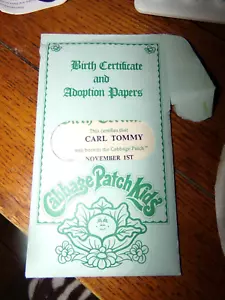 Birth Certificate
and
Adoption Papers
This certifies that
CARL TOMMY
was born in the Cabbage Patch
NOVEMBER 1ST
Cabbage Patch Kids